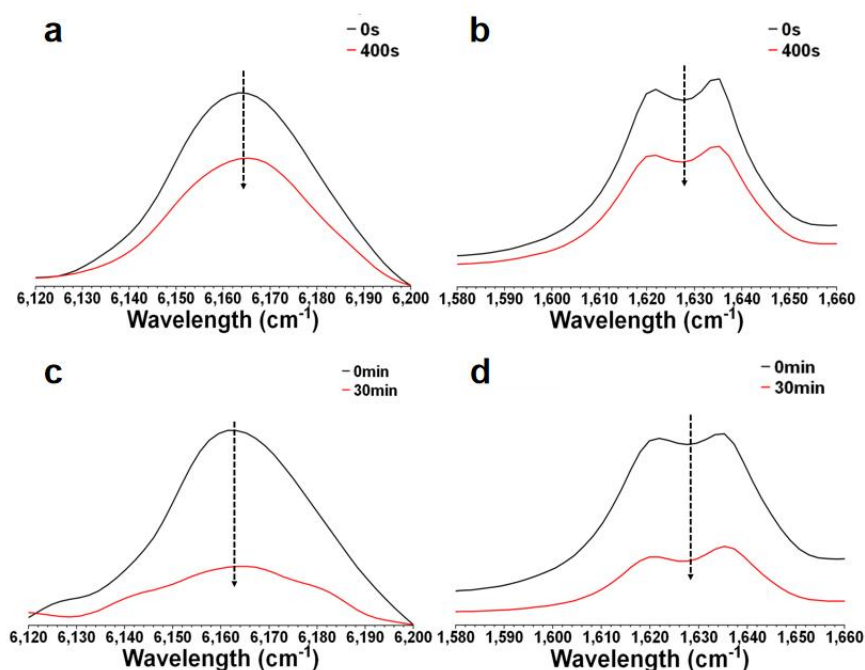 a
0s
400s
6,120 6,130 6,140 6,150 6,160 6,170 6,180 6,190 6,200
Wavelength (cm-1)
b
0s
400s
1,580 1,590 1,600 1,610 1,620 1,630 1,640 1,650 1,660
Wavelength (cm-1)
c
0min
30min
6,120 6,130 6,140 6,150 6,160 6,170 6,180 6,190 6,200
Wavelength (cm-1)
d
0min
30min
1,580 1,590 1,600 1,610 1,620 1,630 1,640 1,650 1,660
Wavelength (cm-1)